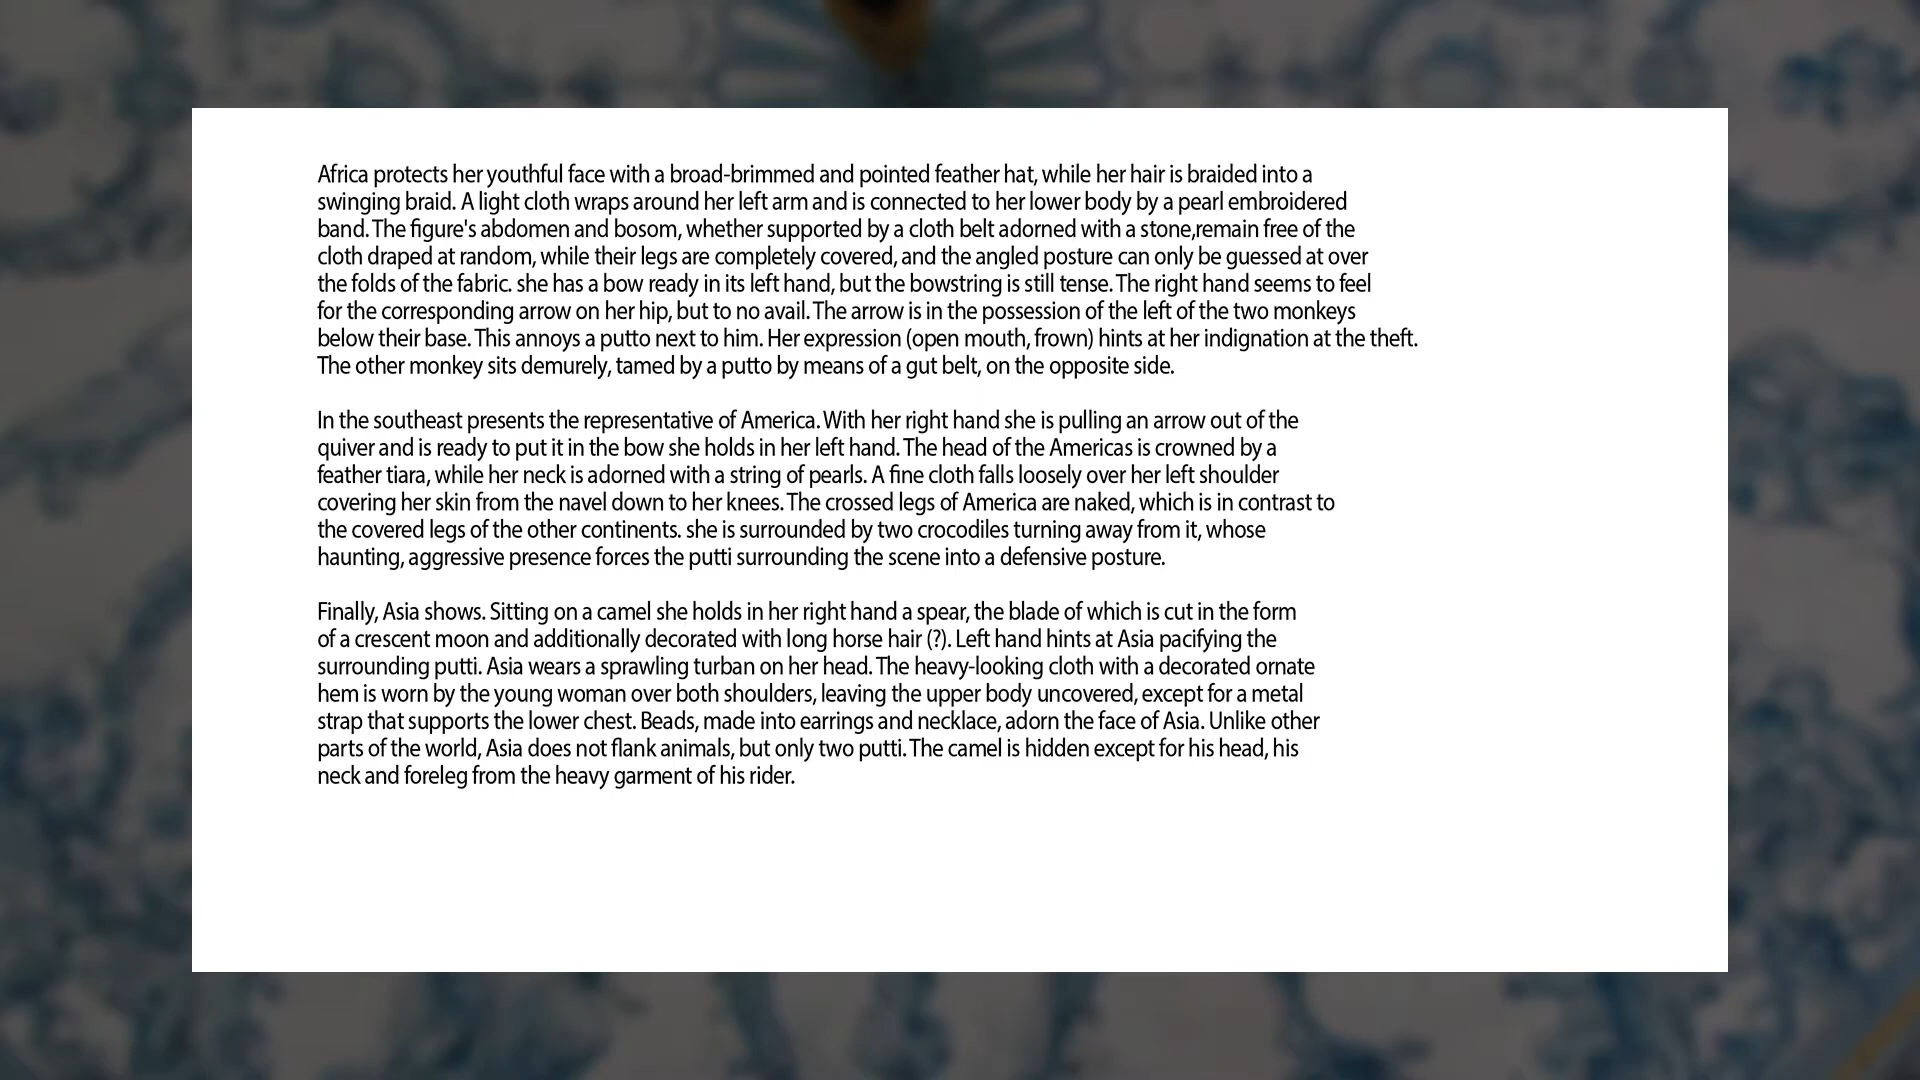 Africa protects her youthful face with a broad-brimmed and pointed feather hat, while her hair is braided into a
swinging braid. A light cloth wraps around her left arm and is connected to her lower body by a pearl embroidered
band. The figure's abdomen and bosom, whether supported by a cloth belt adorned with a stone,remain free of the
cloth draped at random, while their legs are completely covered, and the angled posture can only be guessed at over
the folds of the fabric. she has a bow ready in its left hand, but the bowstring is still tense. The right hand seems to feel
for the corresponding arrow on her hip, but to no avail. The arrow is in the possession of the left of the two monkeys
below their base. This annoys a putto next to him. Her expression (open mouth, frown) hints at her indignation at the theft.
The other monkey sits demurely, tamed by a putto by means of a gut belt, on the opposite side.
In the southeast presents the representative of America. With her right hand she is pulling an arrow out of the
quiver and is ready to put it in the bow she holds in her left hand. The head of the Americas is crowned by a
feather tiara, while her neck is adorned with a string of pearls. A fine cloth falls loosely over her left shoulder
covering her skin from the navel down to her knees. The crossed legs of America are naked, which is in contrast to
the covered legs of the other continents. she is surrounded by two crocodiles turning away from it, whose
haunting, aggressive presence forces the putti surrounding the scene into a defensive posture.
Finally, Asia shows. Sitting on a camel she holds in her right hand a spear, the blade of which is cut in the form
of a crescent moon and additionally decorated with long horse hair (?). Left hand hints at Asia pacifying the
surrounding putti. Asia wears a sprawling turban on her head. The heavy-looking cloth with a decorated ornate
hem is worn by the young woman over both shoulders, leaving the upper body uncovered, except for a metal
strap that supports the lower chest. Beads, made into earrings and necklace, adorn the face of Asia. Unlike other
parts of the world, Asia does not flank animals, but only two putti. The camel is hidden except for his head, his
neck and foreleg from the heavy garment of his rider.